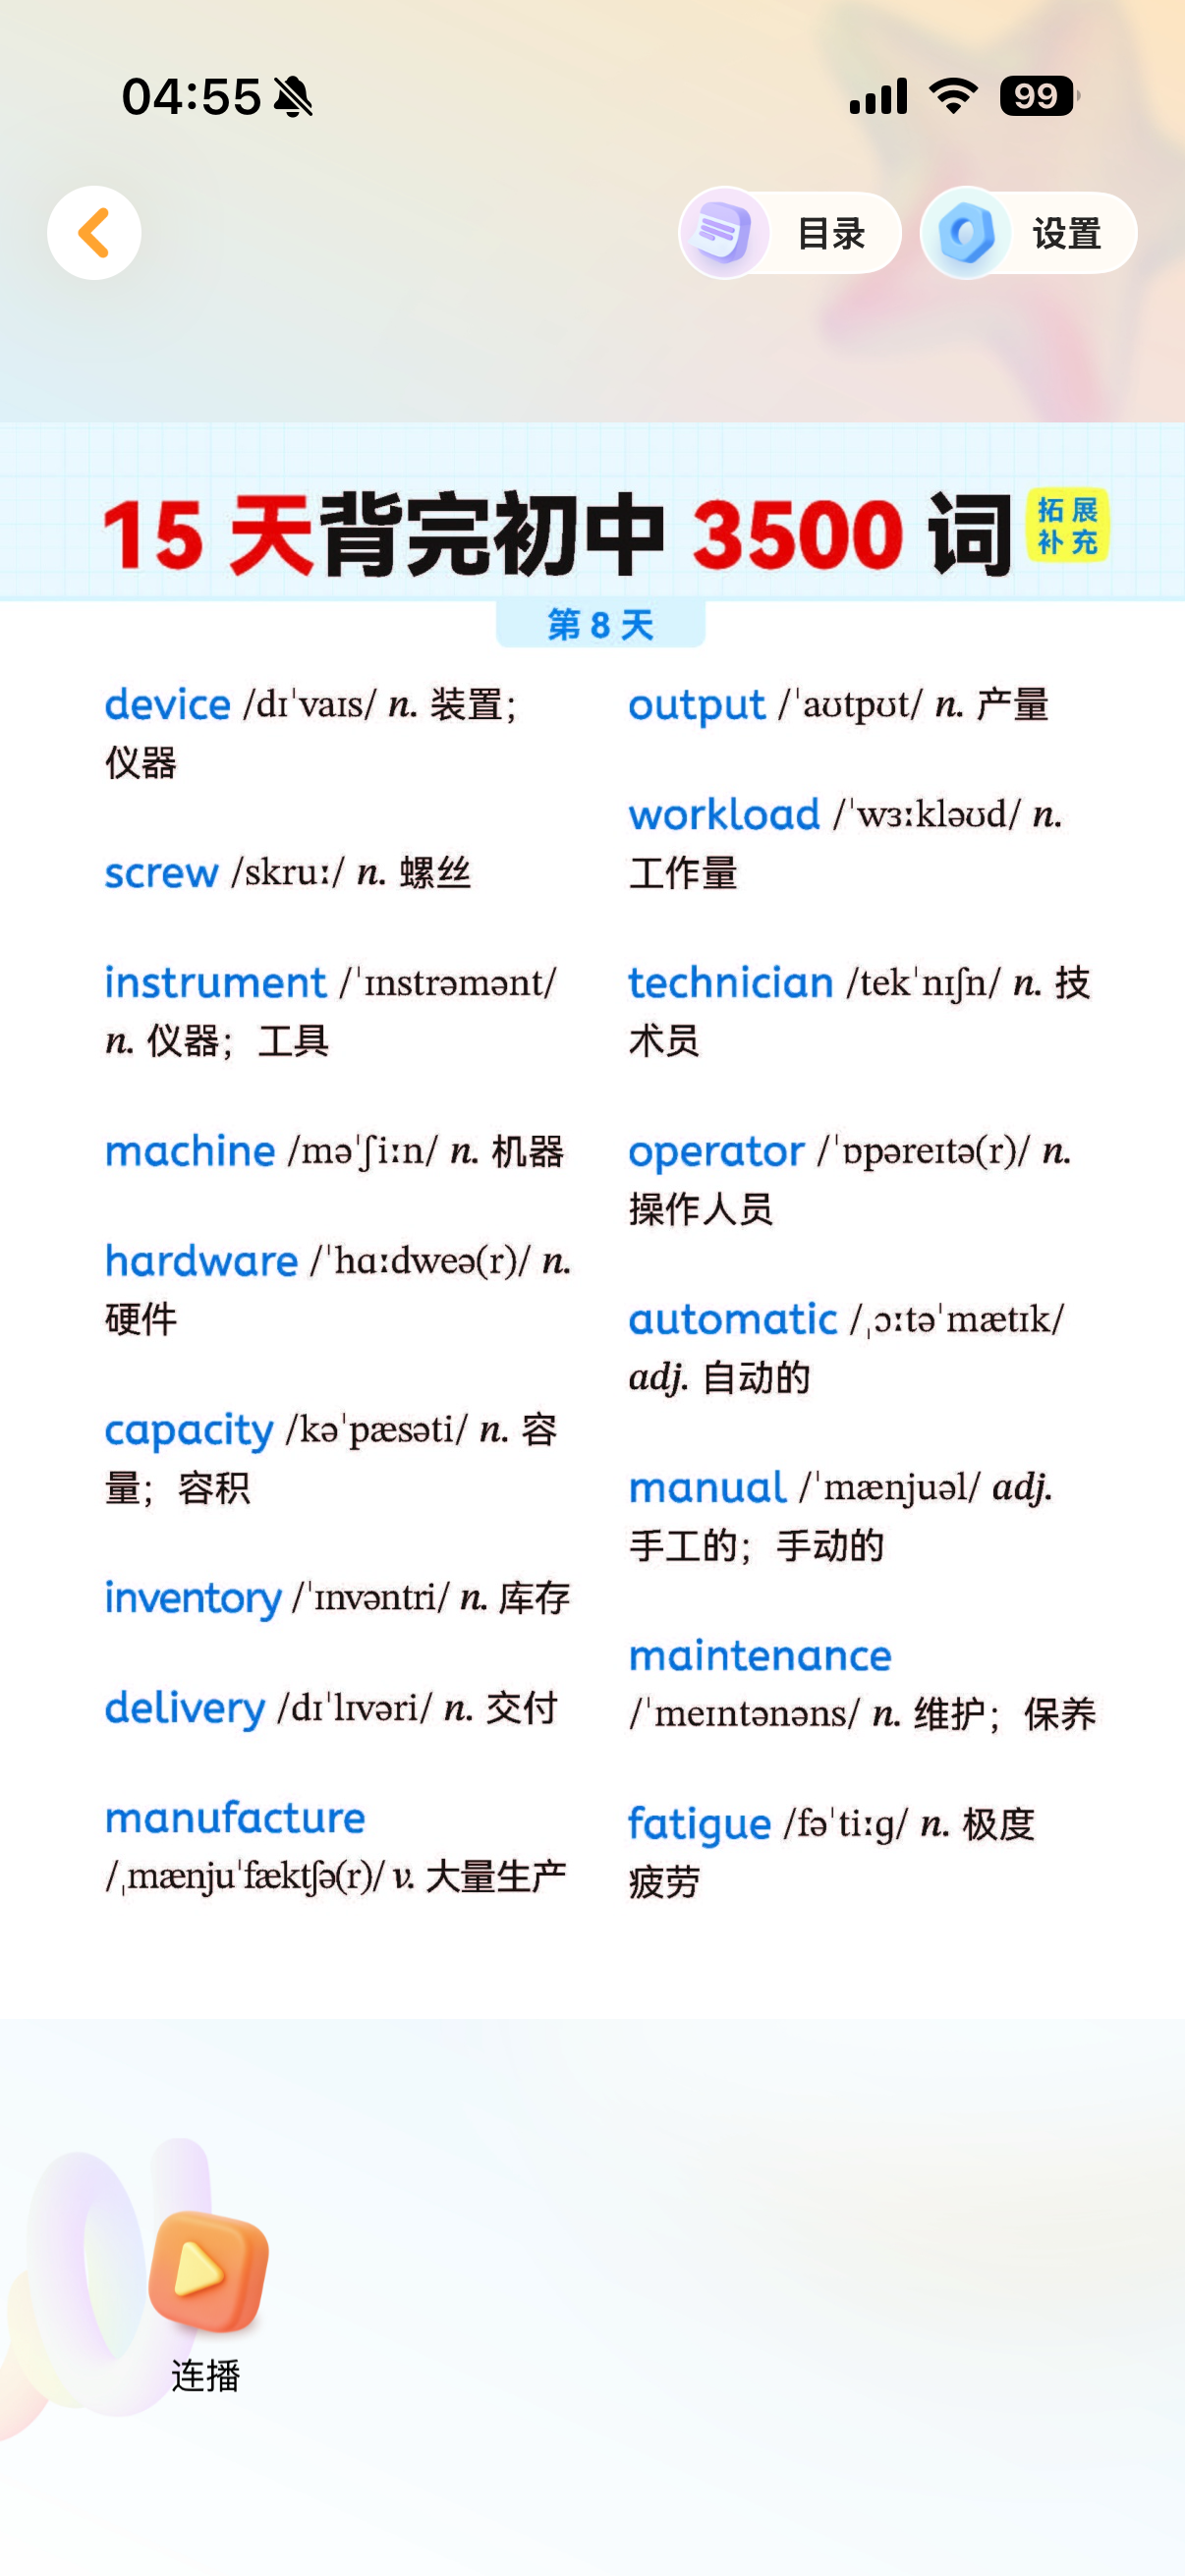 04:55
99
目录
设置
15 天背完初中 3500 词
拓展
补充
第 8 天
device /dɪˈvaɪs/ n. 装置；
仪器
screw /skruː/ n. 螺丝
instrument /ˈɪnstrəmənt/
n. 仪器；工具
machine /məˈʃiːn/ n. 机器
hardware /ˈhɑːdweə(r)/ n.
硬件
capacity /kəˈpæsəti/ n. 容
量；容积
inventory /ˈɪnvəntri/ n. 库存
delivery /dɪˈlɪvəri/ n. 交付
manufacture
/ˌmænjuˈfæktʃə(r)/ v. 大量生产
output /ˈaʊtpʊt/ n. 产量
workload /ˈwɜːkləʊd/ n.
工作量
technician /tekˈnɪʃn/ n. 技
术员
operator /ˈɒpəreɪtə(r)/ n.
操作人员
automatic /ˌɔːtəˈmætɪk/
adj. 自动的
manual /ˈmænjuəl/ adj.
手工的；手动的
maintenance
/ˈmeɪntənəns/ n. 维护；保养
fatigue /fəˈtiːɡ/ n. 极度
疲劳
连播